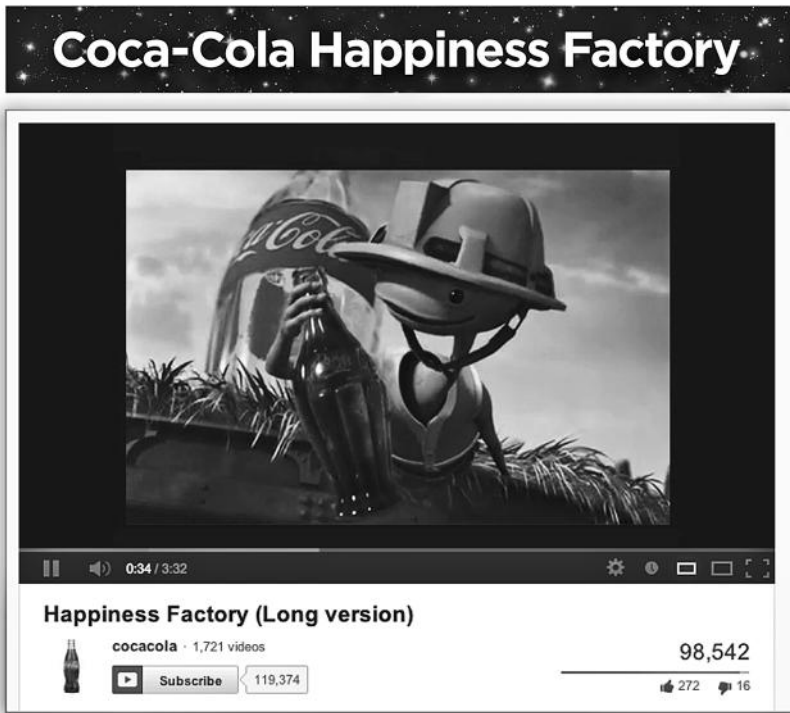 Coca-Cola Happiness Factory
0:34 / 3:32
Happiness Factory (Long version)
cocacola · 1,721 videos
98,542
Subscribe 119,374
272 16